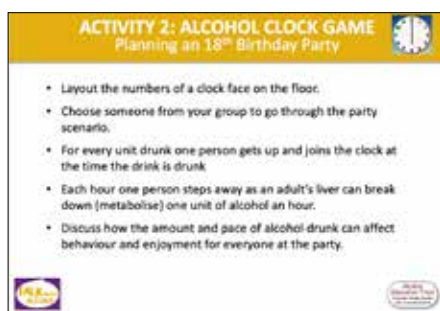 ACTIVITY 2: ALCOHOL CLOCK GAME
Planning an 18th Birthday Party
• Layout the numbers of a clock face on the floor.
• Choose someone from your group to go through the party
scenario.
• For every unit drunk one person gets up and joins the clock at
the time the drink is drunk
• Each hour one person steps away as an adult's liver can break
down (metabolise) one unit of alcohol an hour.
• Discuss how the amount and pace of alcohol drunk can affect
behaviour and enjoyment for everyone at the party.
TALK